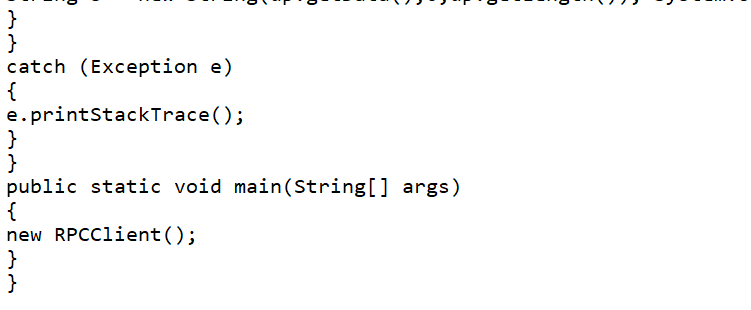 }
}
catch (Exception e)
{
e.printStackTrace();
}
}
public static void main(String[] args)
{
new RPCClient();
}
}